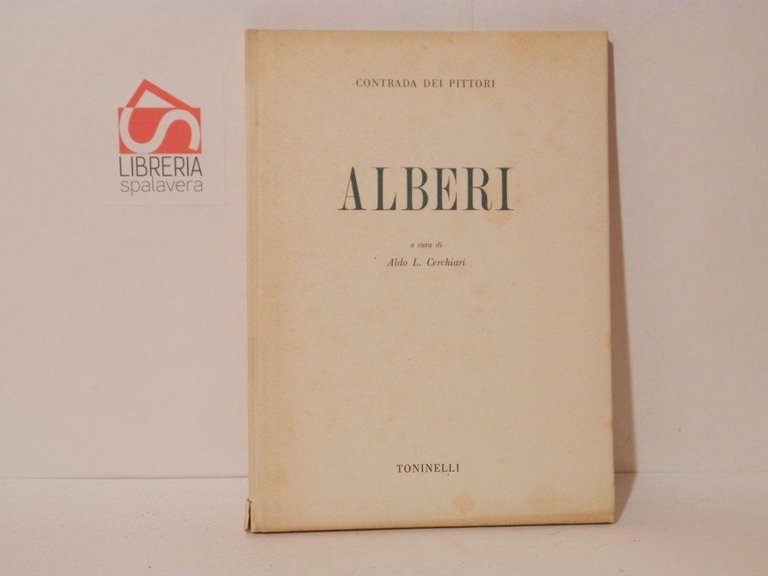 LIBRERIA
spalavera
CONTRADA DEI PITTORI
ALBERI
a cura di
Aldo L. Cerchiari
TONINELLI